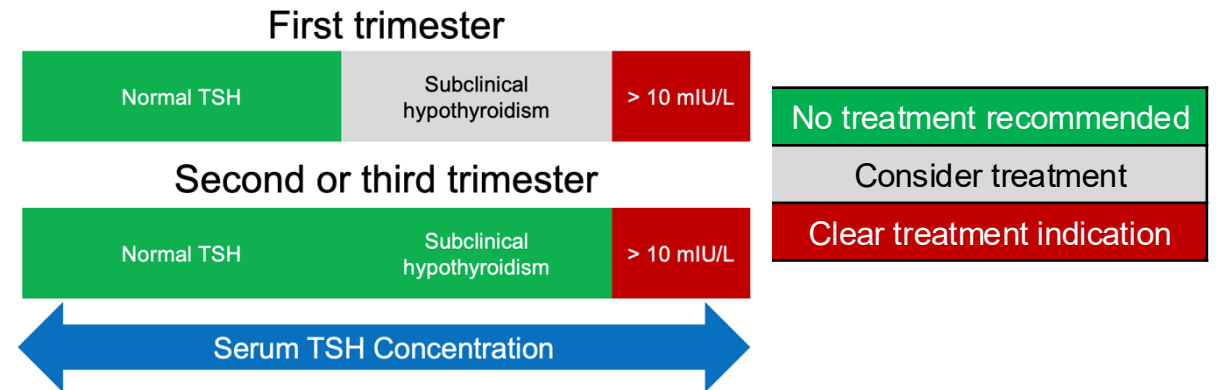 First trimester
Normal TSH
Subclinical
hypothyroidism
> 10 mIU/L
Second or third trimester
Normal TSH
Subclinical
hypothyroidism
> 10 mIU/L
Serum TSH Concentration
No treatment recommended
Consider treatment
Clear treatment indication